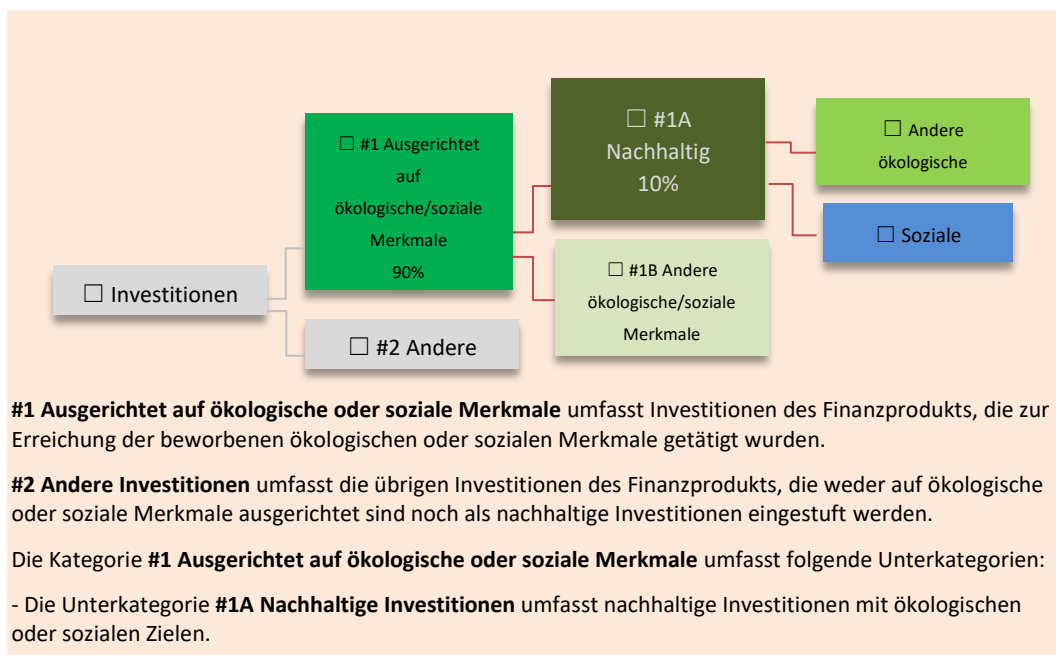 ☐ Investitionen
☐ #1 Ausgerichtet
auf
ökologische/soziale
Merkmale
90%
☐ #2 Andere
☐ #1A
Nachhaltig
10%
☐ #1B Andere
ökologische/soziale
Merkmale
☐ Andere
ökologische
☐ Soziale
#1 Ausgerichtet auf ökologische oder soziale Merkmale umfasst Investitionen des Finanzprodukts, die zur
Erreichung der beworbenen ökologischen oder sozialen Merkmale getätigt wurden.
#2 Andere Investitionen umfasst die übrigen Investitionen des Finanzprodukts, die weder auf ökologische
oder soziale Merkmale ausgerichtet sind noch als nachhaltige Investitionen eingestuft werden.
Die Kategorie #1 Ausgerichtet auf ökologische oder soziale Merkmale umfasst folgende Unterkategorien:
- Die Unterkategorie #1A Nachhaltige Investitionen umfasst nachhaltige Investitionen mit ökologischen
oder sozialen Zielen.